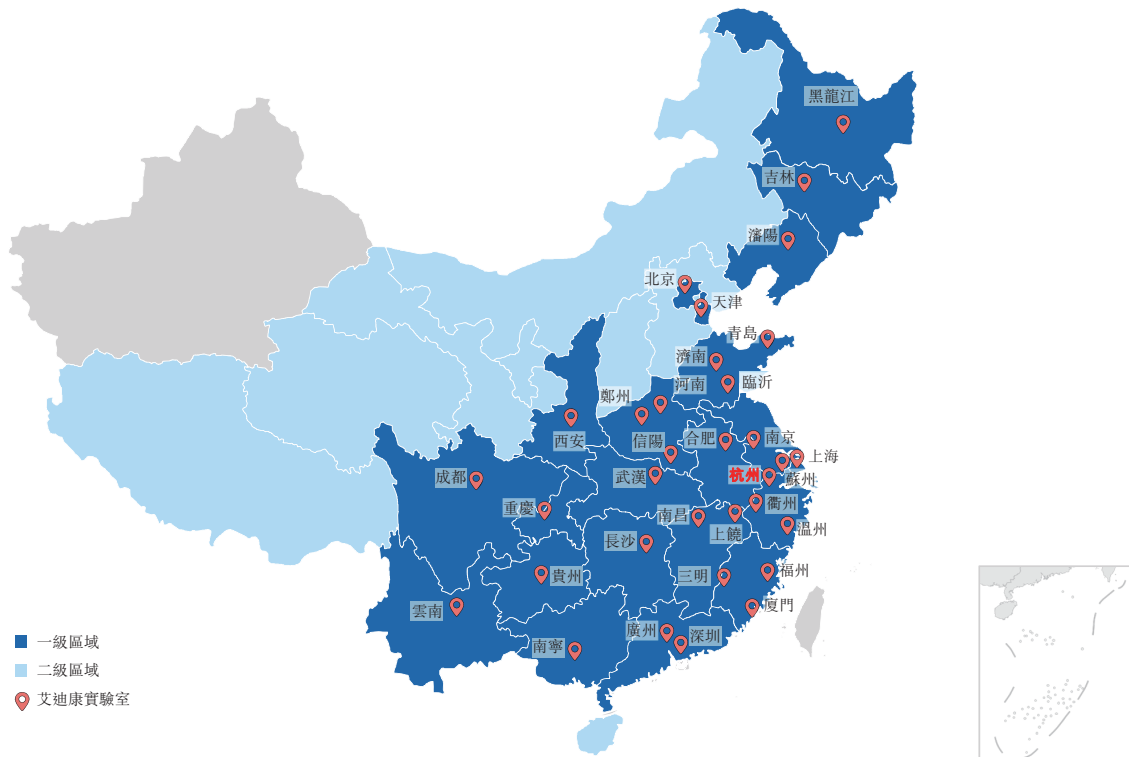 黑龍江
吉林
瀋陽
北京
天津
青島
濟南
河南
臨沂
鄭州
西安
信陽
合肥
南京
上海
成都
武漢
杭州
蘇州
重慶
南昌
衢州
上饒
溫州
長沙
貴州
三明
福州
雲南
廈門
廣州
深圳
南寧
一級區域
二級區域
艾迪康實驗室